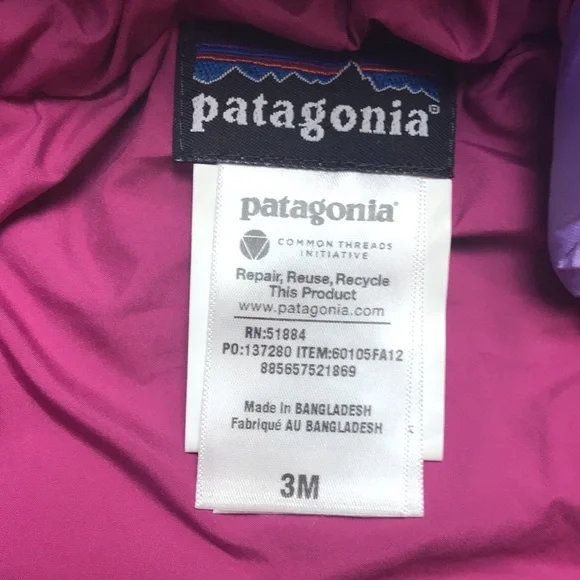 patagonia®
patagonia®
COMMON THREADS
INITIATIVE
Repair, Reuse, Recycle
This Product
www.patagonia.com
RN:51884
PO:137280 ITEM:60105FA12
885657521869
Made in BANGLADESH
Fabriqué AU BANGLADESH
3M